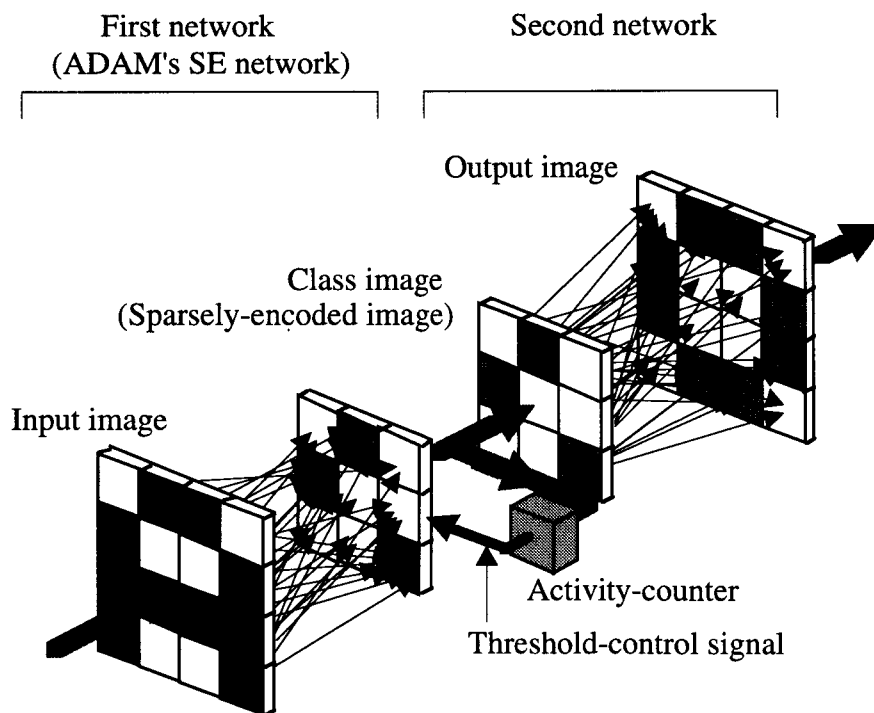 First network
(ADAM's SE network)
Second network
Output image
Class image
(Sparsely-encoded image)
Input image
Activity-counter
Threshold-control signal